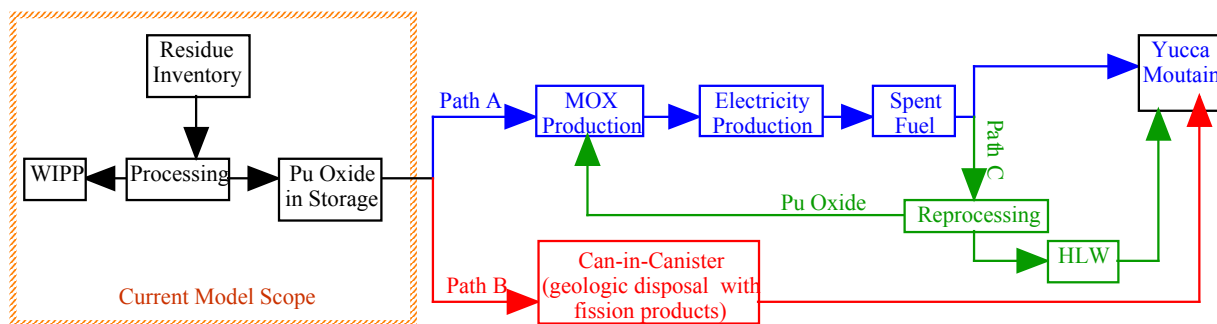 Residue
Inventory
WIPP
Processing
Pu Oxide
in Storage
Current Model Scope
Path A
MOX
Production
Electricity
Production
Spent
Fuel
Yucca
Moutain
Path C
Pu Oxide
Reprocessing
HLW
Path B
Can-in-Canister
(geologic disposal with
fission products)